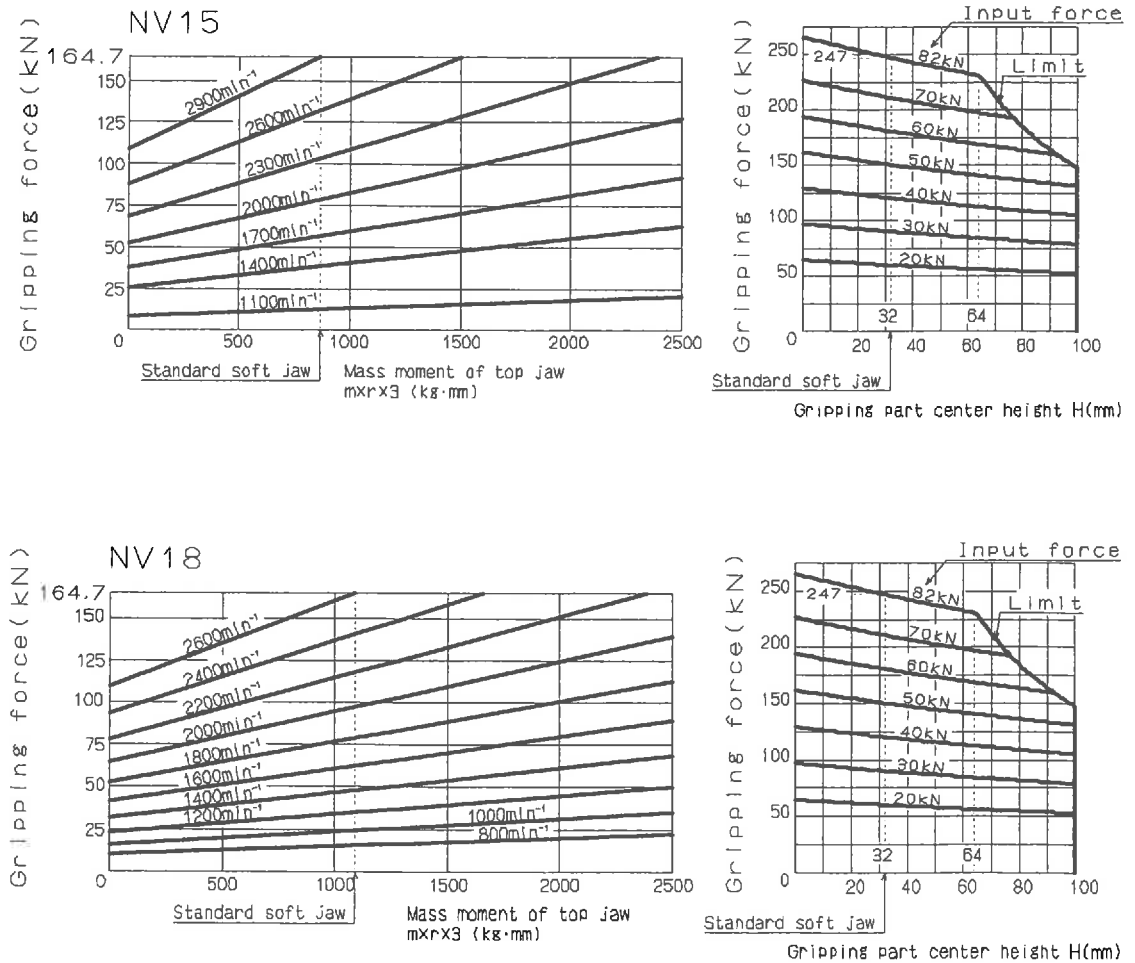 NV15
Gripping force(kN)
164.7
150
125
100
75
50
25
0
2900min⁻¹
2600min⁻¹
2300min⁻¹
2000min⁻¹
1700min⁻¹
1400min⁻¹
1100min⁻¹
500 1000 1500 2000 2500
Standard soft jaw
Mass moment of top jaw
m×r×3 (kg·mm)
Input force
Gripping force(kN)
250
200
150
100
50
0
247
82kN
Limit
70kN
60kN
50kN
40kN
30kN
20kN
32 64
20 40 60 80 100
Standard soft jaw
Gripping part center height H(mm)
NV18
Gripping force(kN)
164.7
150
125
100
75
50
25
0
2600min⁻¹
2400min⁻¹
2200min⁻¹
2000min⁻¹
1800min⁻¹
1600min⁻¹
1400min⁻¹
1200min⁻¹
1000min⁻¹
800min⁻¹
500 1000 1500 2000 2500
Standard soft jaw
Mass moment of top jaw
m×r×3 (kg·mm)
Input force
Gripping force(kN)
250
200
150
100
50
0
247
82kN
Limit
70kN
60kN
50kN
40kN
30kN
20kN
32 64
20 40 60 80 100
Standard soft jaw
Gripping part center height H(mm)